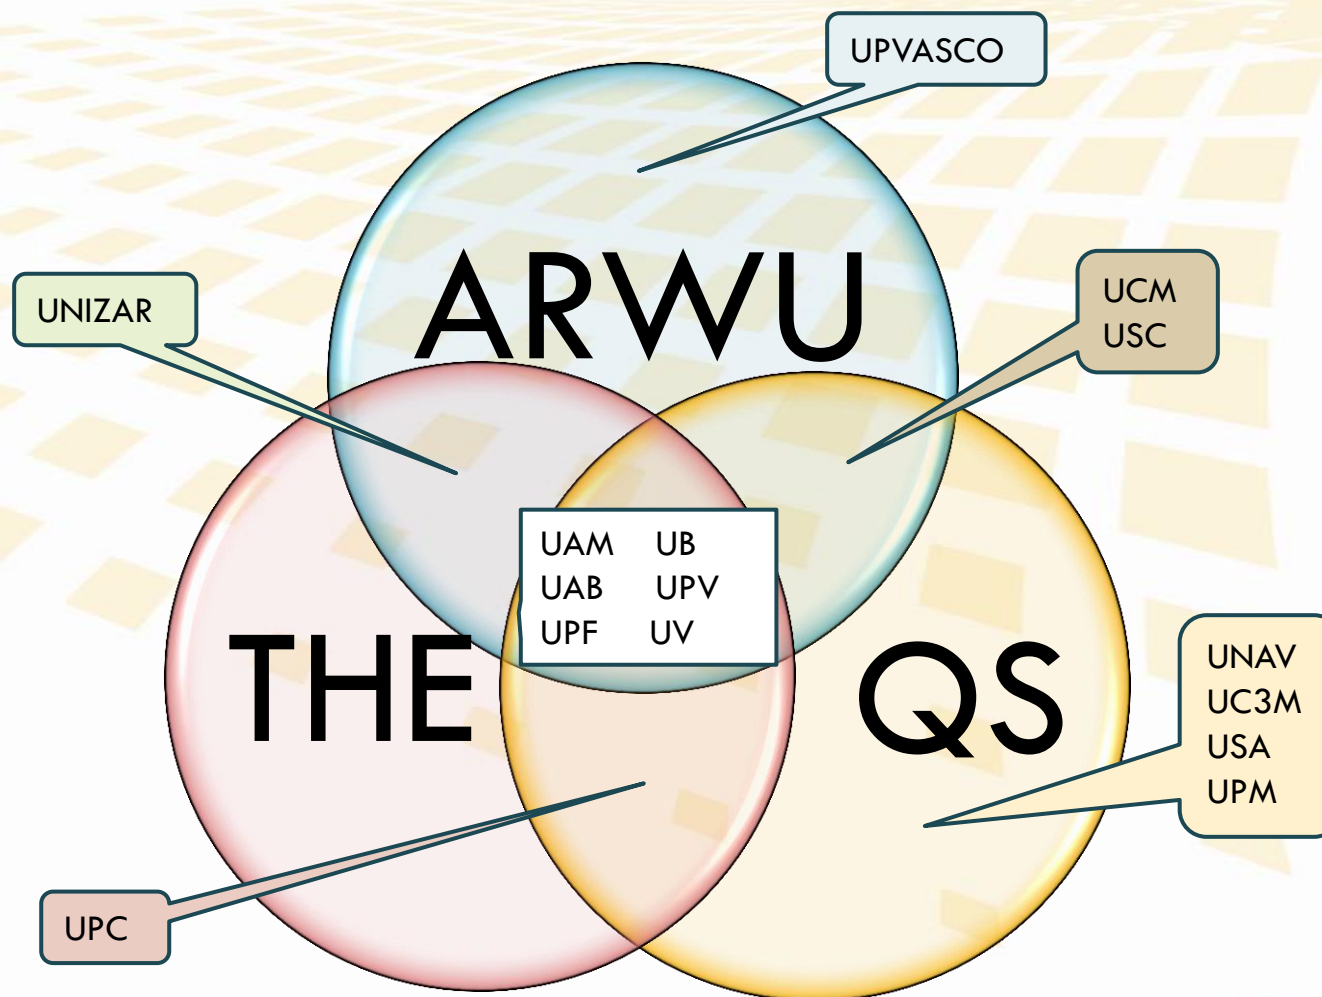 UPVASCO
ARWU
UNIZAR
UCM
USC
UAM UB
UAB UPV
UPF UV
THE
QS
UNAV
UC3M
USA
UPM
UPC